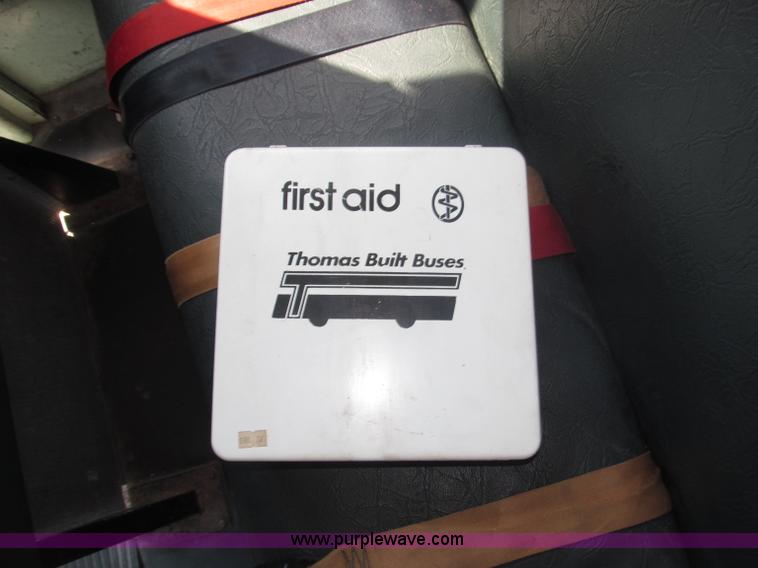 first aid
Thomas Built Buses
www.purplewave.com